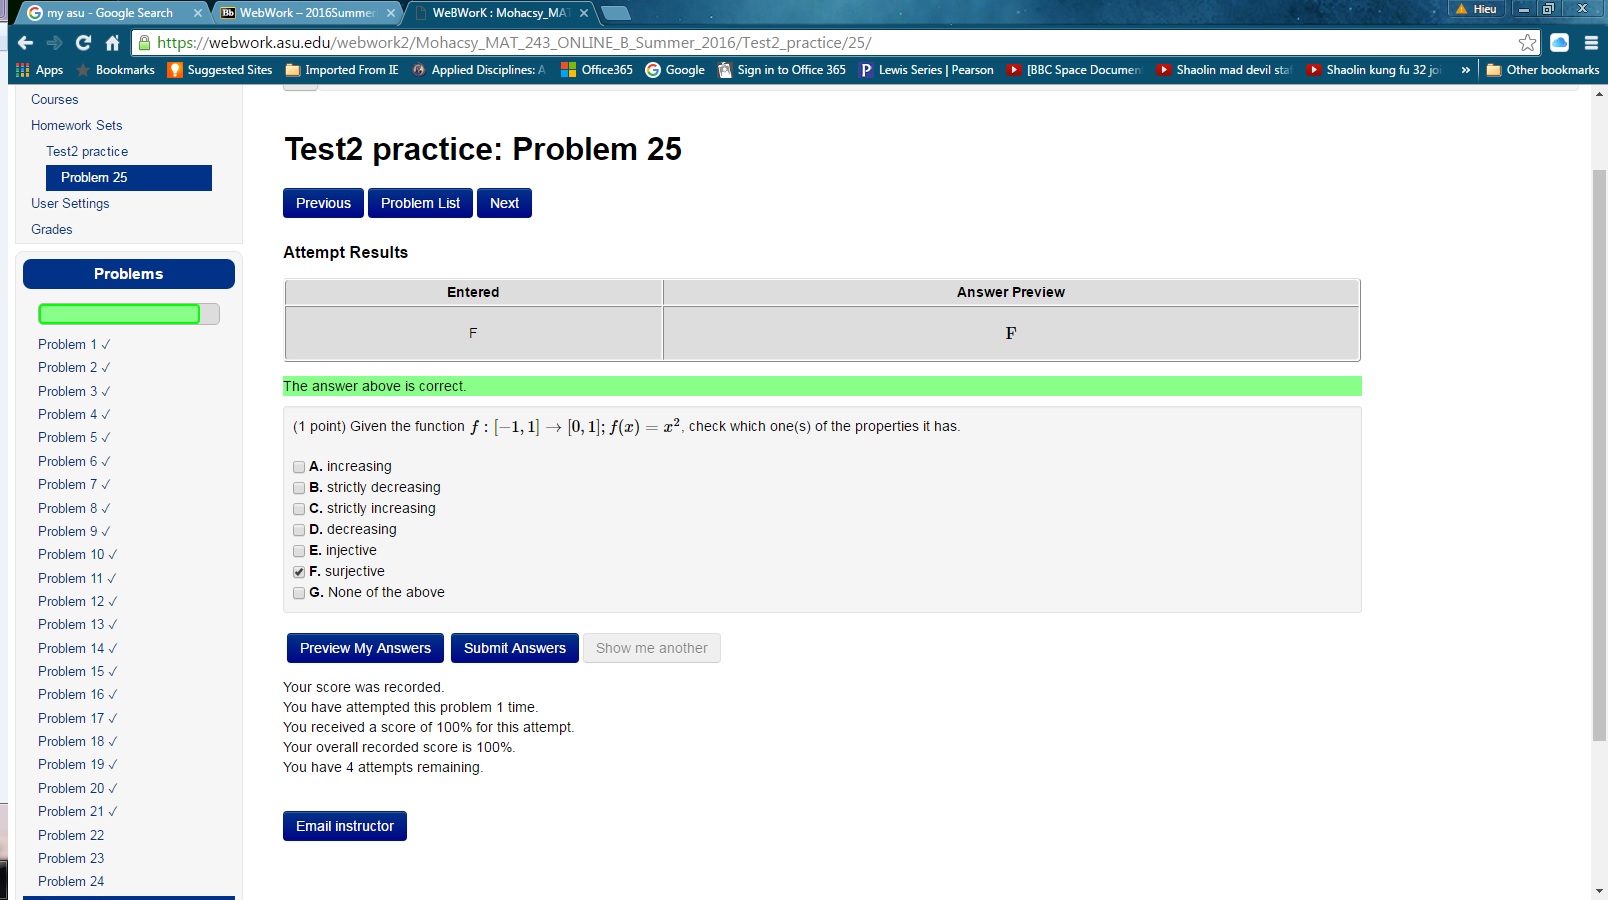 my asu - Google Search
WebWork – 2016Summer
WeBWorK : Mohacsy_MAT
Hieu
https://webwork.asu.edu/webwork2/Mohacsy_MAT_243_ONLINE_B_Summer_2016/Test2_practice/25/
Apps Bookmarks Suggested Sites Imported From IE Applied Disciplines: A Office365 Google Sign in to Office 365 Lewis Series | Pearson [BBC Space Documen Shaolin mad devil staf Shaolin kung fu 32 joi » Other bookmarks
Courses
Homework Sets
Test2 practice
Problem 25
User Settings
Grades
Problems
Problem 1 ✓
Problem 2 ✓
Problem 3 ✓
Problem 4 ✓
Problem 5 ✓
Problem 6 ✓
Problem 7 ✓
Problem 8 ✓
Problem 9 ✓
Problem 10 ✓
Problem 11 ✓
Problem 12 ✓
Problem 13 ✓
Problem 14 ✓
Problem 15 ✓
Problem 16 ✓
Problem 17 ✓
Problem 18 ✓
Problem 19 ✓
Problem 20 ✓
Problem 21 ✓
Problem 22
Problem 23
Problem 24
Test2 practice: Problem 25
Previous Problem List Next
Attempt Results
Entered Answer Preview
F F
The answer above is correct.
(1 point) Given the function f : [−1, 1] → [0, 1]; f(x) = x², check which one(s) of the properties it has.
A. increasing
B. strictly decreasing
C. strictly increasing
D. decreasing
E. injective
F. surjective
G. None of the above
Preview My Answers Submit Answers Show me another
Your score was recorded.
You have attempted this problem 1 time.
You received a score of 100% for this attempt.
Your overall recorded score is 100%.
You have 4 attempts remaining.
Email instructor